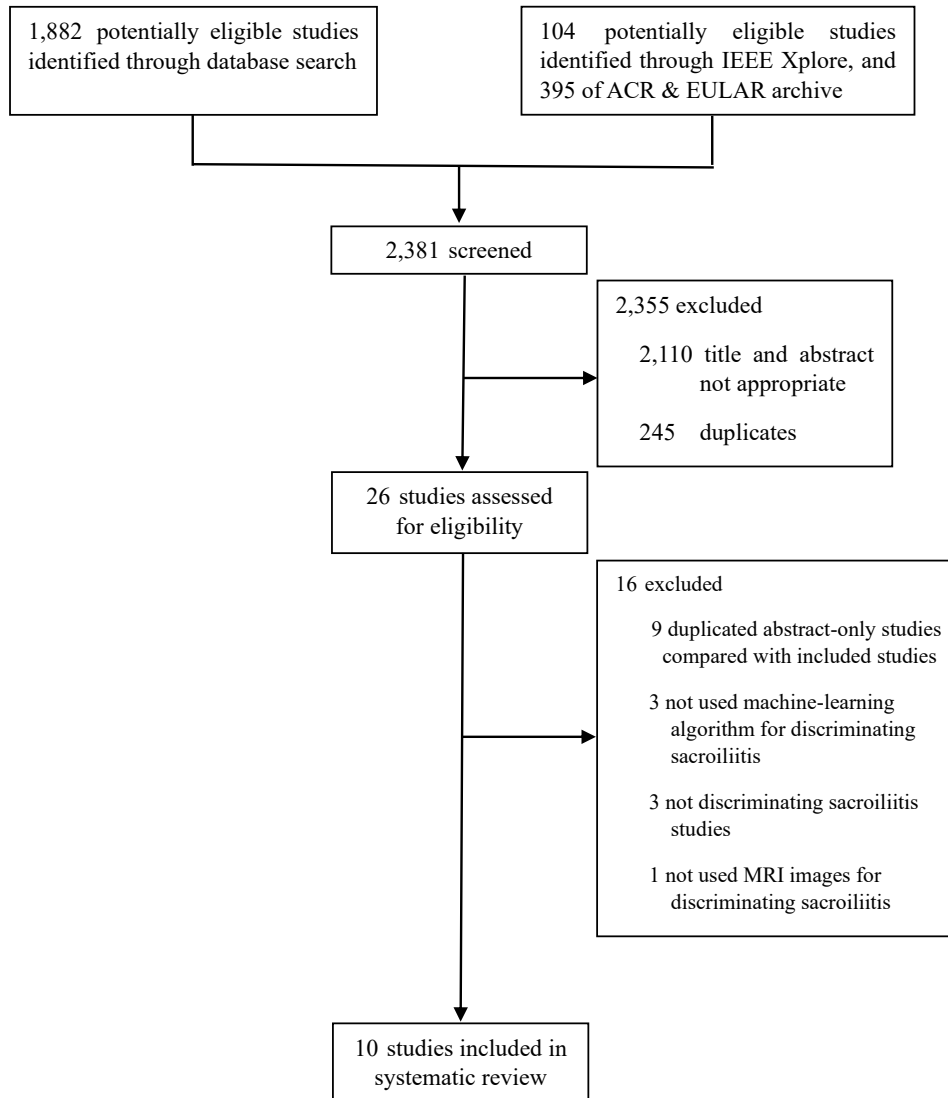 1,882 potentially eligible studies
identified through database search
104 potentially eligible studies
identified through IEEE Xplore, and
395 of ACR & EULAR archive
2,381 screened
2,355 excluded
2,110 title and abstract
not appropriate
245 duplicates
26 studies assessed
for eligibility
16 excluded
9 duplicated abstract-only studies
compared with included studies
3 not used machine-learning
algorithm for discriminating
sacroiliitis
3 not discriminating sacroiliitis
studies
1 not used MRI images for
discriminating sacroiliitis
10 studies included in
systematic review